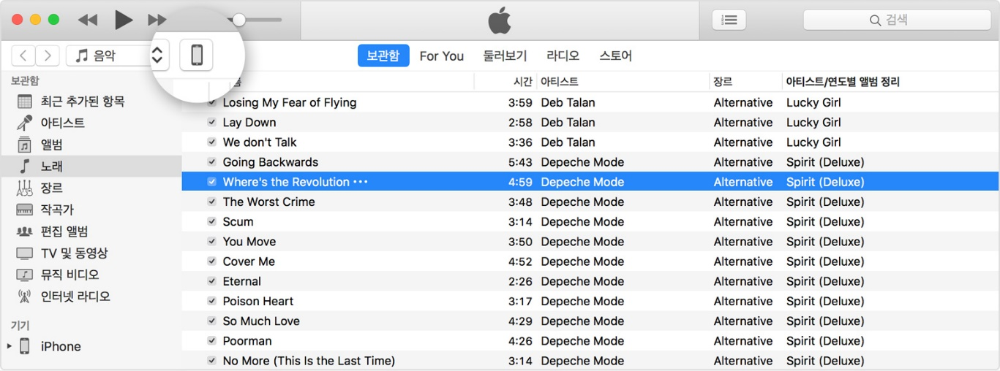 검색
음악
보관함 For You 둘러보기 라디오 스토어
보관함
최근 추가된 항목
아티스트
앨범
노래
장르
작곡가
편집 앨범
TV 및 동영상
뮤직 비디오
인터넷 라디오
기기
iPhone
시간 아티스트 장르 아티스트/연도별 앨범 정리
Losing My Fear of Flying 3:59 Deb Talan Alternative Lucky Girl
Lay Down 2:58 Deb Talan Alternative Lucky Girl
We don't Talk 3:36 Deb Talan Alternative Lucky Girl
Going Backwards 5:43 Depeche Mode Alternative Spirit (Deluxe)
Where's the Revolution ••• 4:59 Depeche Mode Alternative Spirit (Deluxe)
The Worst Crime 3:48 Depeche Mode Alternative Spirit (Deluxe)
Scum 3:14 Depeche Mode Alternative Spirit (Deluxe)
You Move 3:50 Depeche Mode Alternative Spirit (Deluxe)
Cover Me 4:52 Depeche Mode Alternative Spirit (Deluxe)
Eternal 2:26 Depeche Mode Alternative Spirit (Deluxe)
Poison Heart 3:17 Depeche Mode Alternative Spirit (Deluxe)
So Much Love 4:29 Depeche Mode Alternative Spirit (Deluxe)
Poorman 4:26 Depeche Mode Alternative Spirit (Deluxe)
No More (This Is the Last Time) 3:14 Depeche Mode Alternative Spirit (Deluxe)